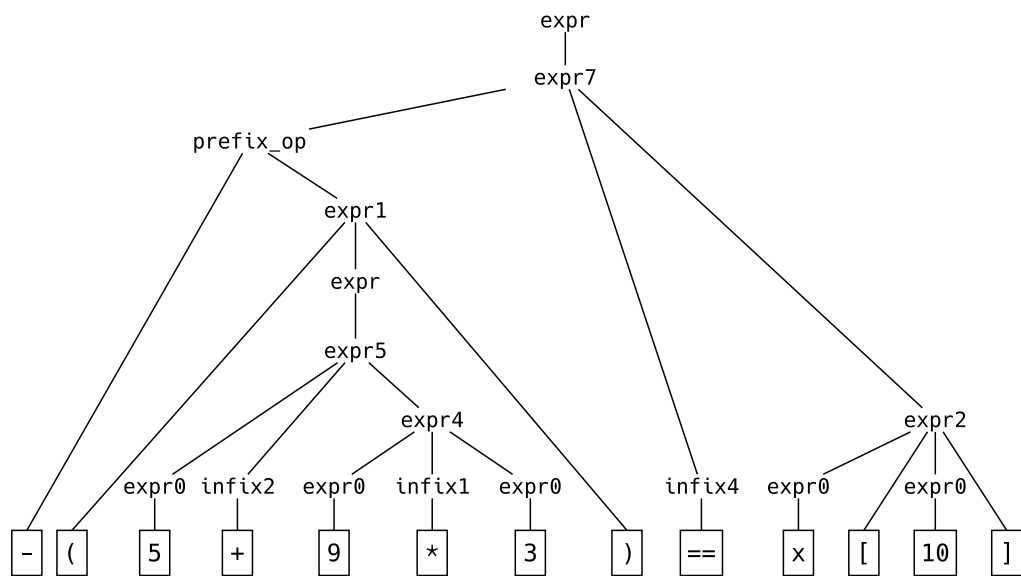 expr
expr7
prefix_op
expr1
expr
expr5
expr4 expr2
expr0 infix2 expr0 infix1 expr0 infix4 expr0 expr0
- ( 5 + 9 * 3 ) == x [ 10 ]